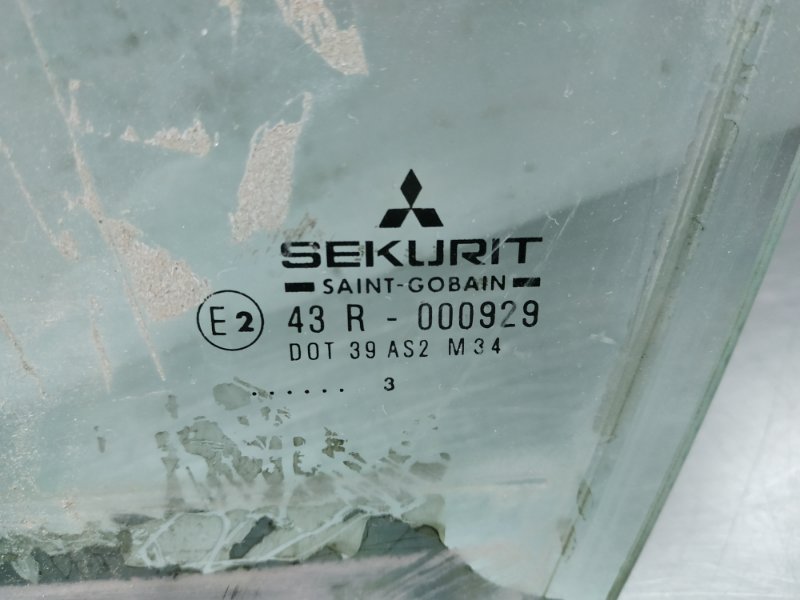 SEKURIT
SAINT-GOBAIN
E2 43 R - 000929
DOT 39 AS2 M34
...... 3